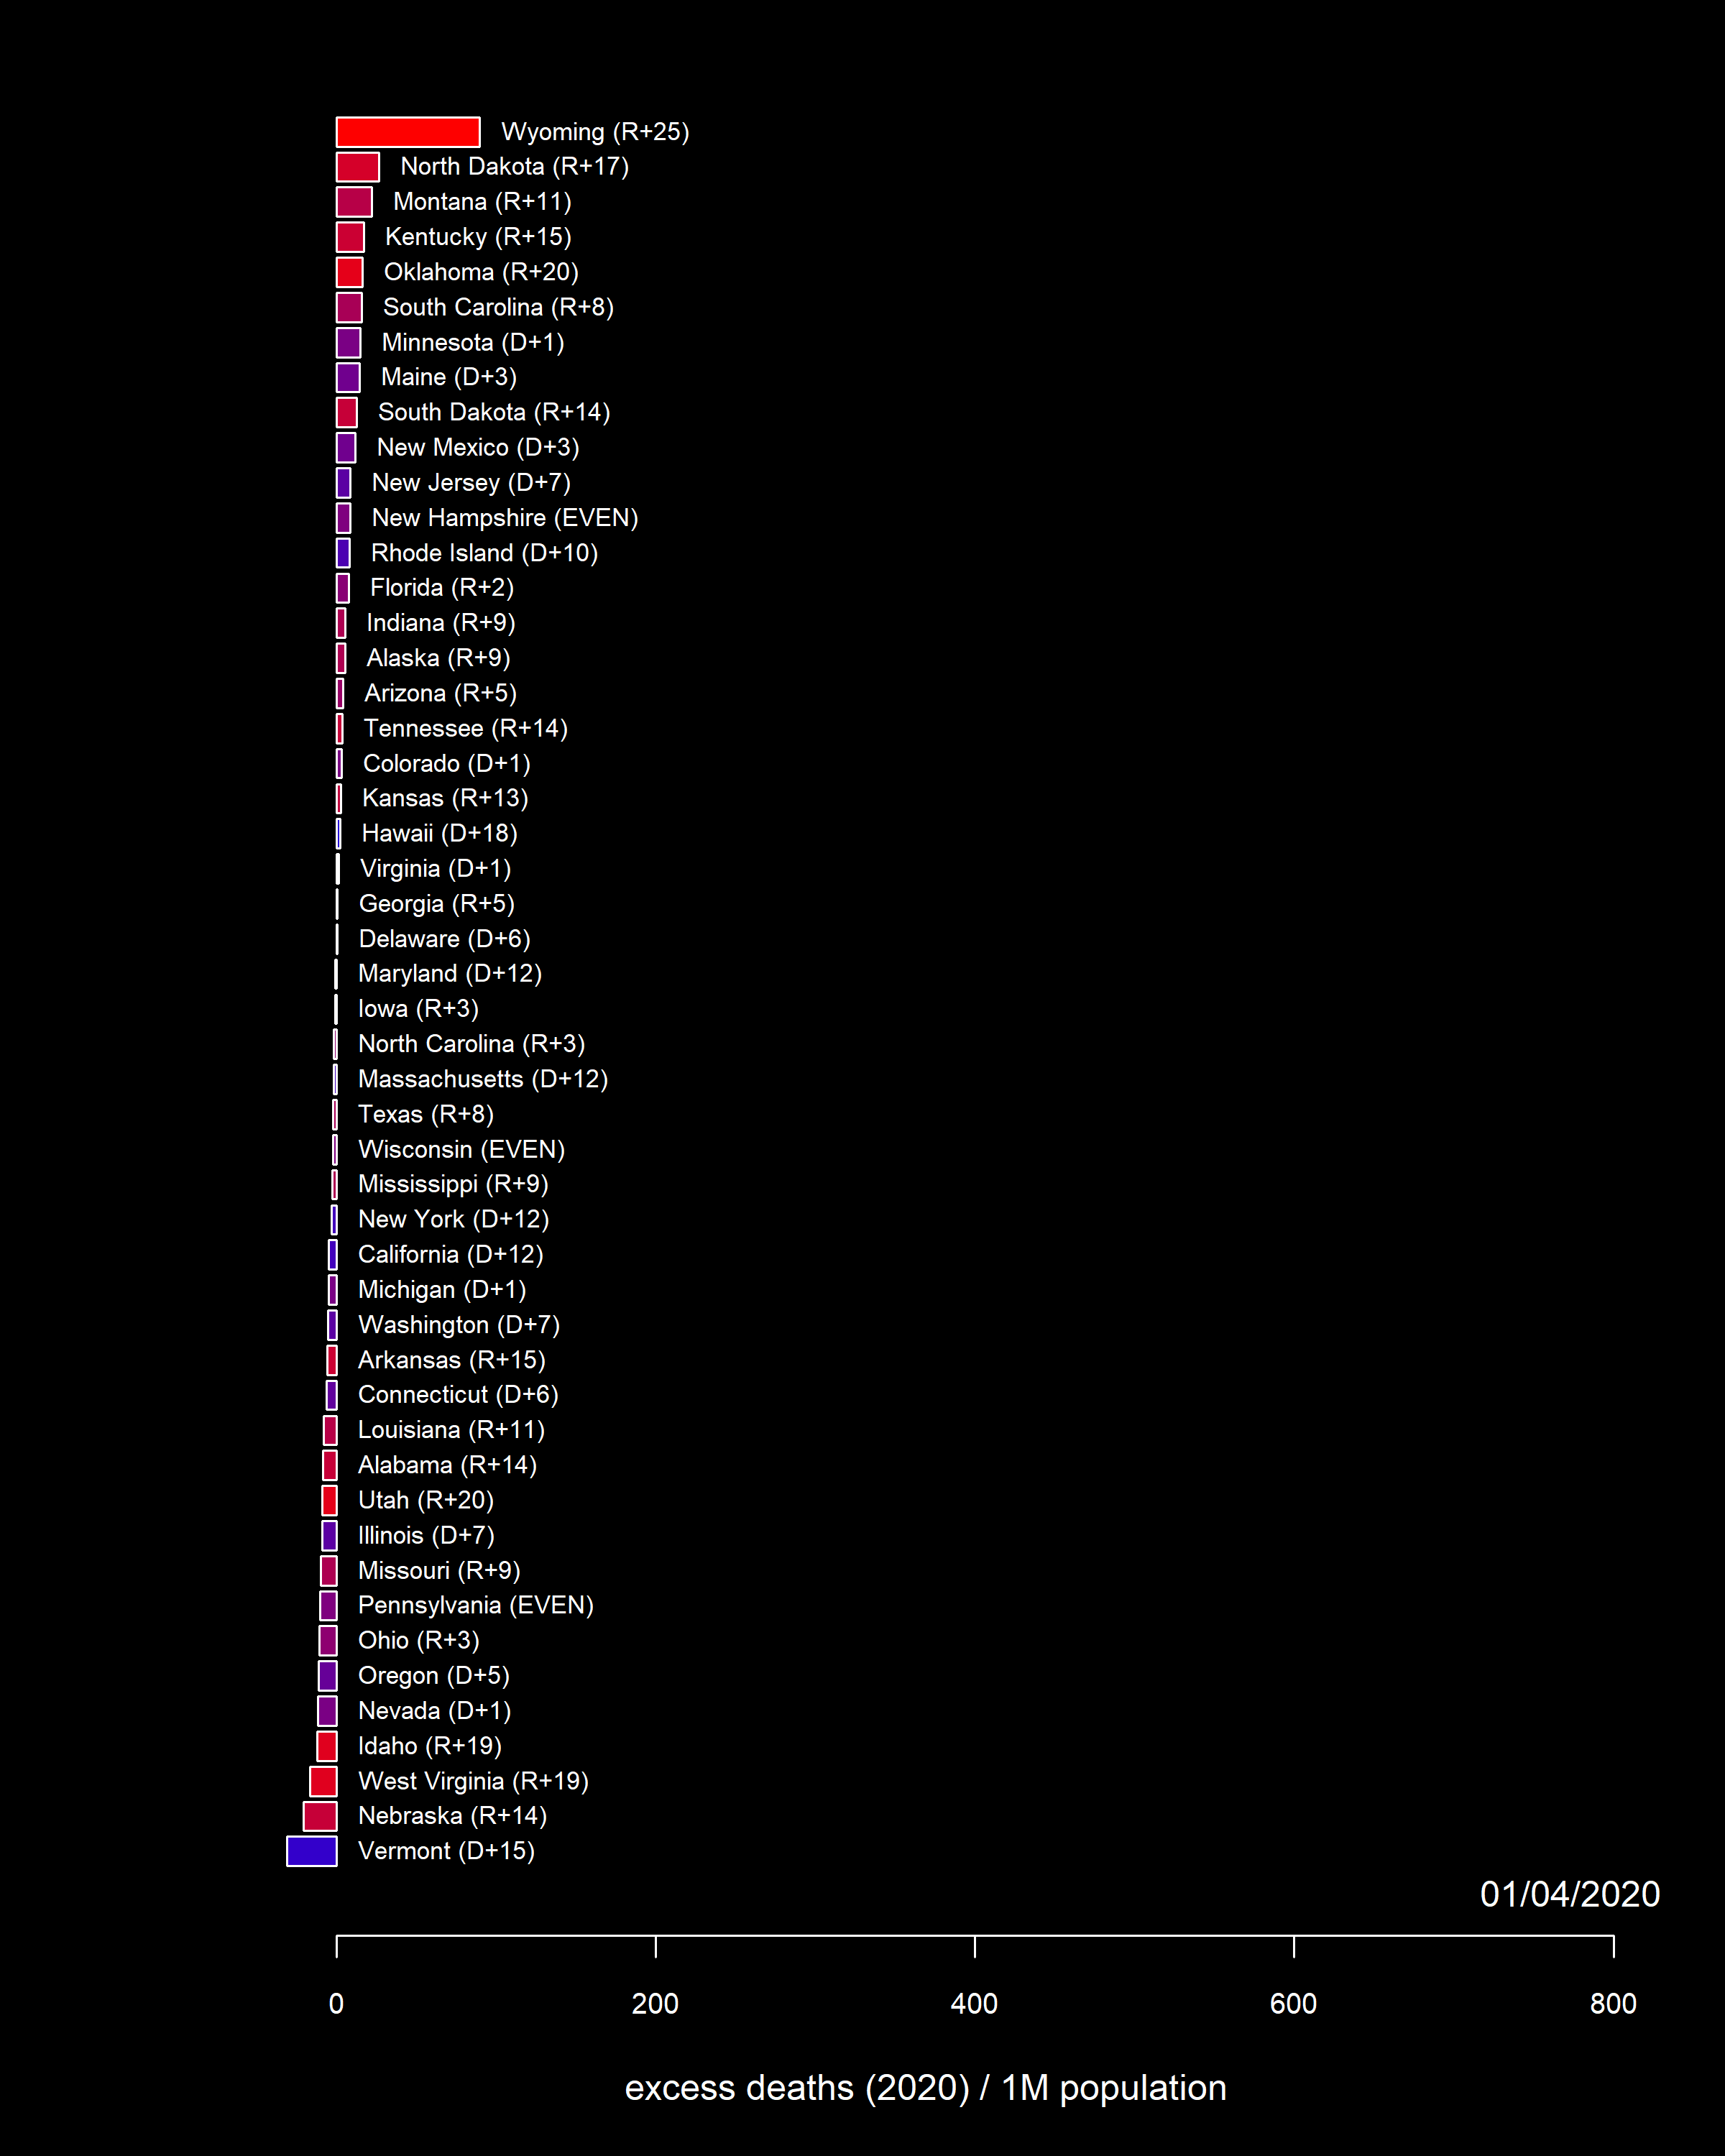 Wyoming (R+25)
North Dakota (R+17)
Montana (R+11)
Kentucky (R+15)
Oklahoma (R+20)
South Carolina (R+8)
Minnesota (D+1)
Maine (D+3)
South Dakota (R+14)
New Mexico (D+3)
New Jersey (D+7)
New Hampshire (EVEN)
Rhode Island (D+10)
Florida (R+2)
Indiana (R+9)
Alaska (R+9)
Arizona (R+5)
Tennessee (R+14)
Colorado (D+1)
Kansas (R+13)
Hawaii (D+18)
Virginia (D+1)
Georgia (R+5)
Delaware (D+6)
Maryland (D+12)
Iowa (R+3)
North Carolina (R+3)
Massachusetts (D+12)
Texas (R+8)
Wisconsin (EVEN)
Mississippi (R+9)
New York (D+12)
California (D+12)
Michigan (D+1)
Washington (D+7)
Arkansas (R+15)
Connecticut (D+6)
Louisiana (R+11)
Alabama (R+14)
Utah (R+20)
Illinois (D+7)
Missouri (R+9)
Pennsylvania (EVEN)
Ohio (R+3)
Oregon (D+5)
Nevada (D+1)
Idaho (R+19)
West Virginia (R+19)
Nebraska (R+14)
Vermont (D+15)
01/04/2020
0 200 400 600 800
excess deaths (2020) / 1M population